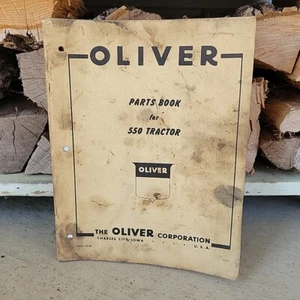 OLIVER
PARTS BOOK
for
550 TRACTOR
OLIVER
THE OLIVER CORPORATION
CHARLES CITY, IOWA
U.S.A.